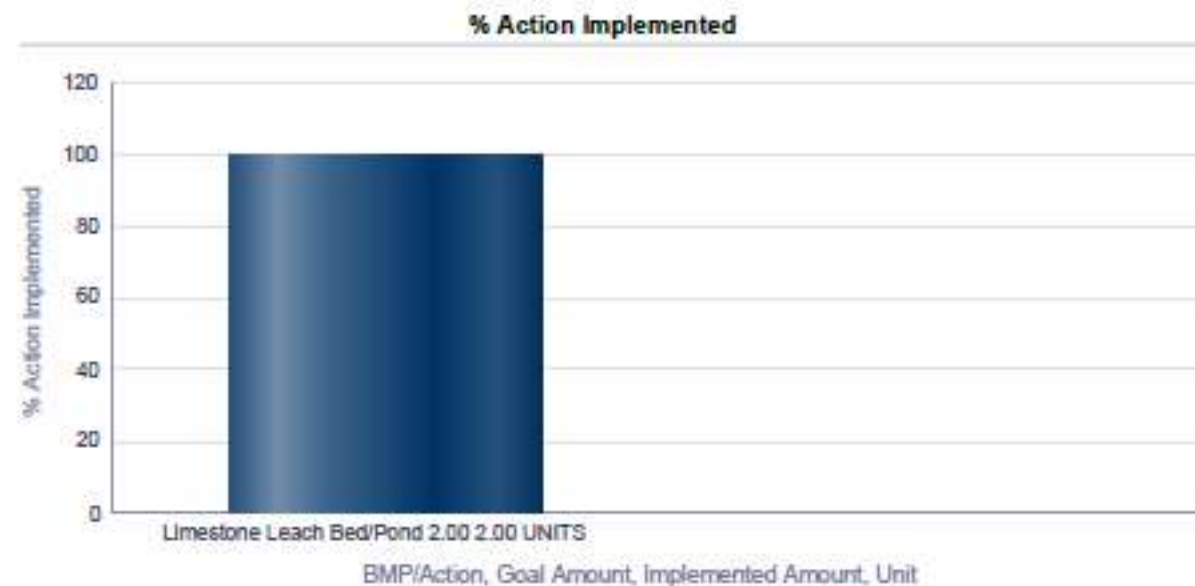 % Action Implemented
120
100
80
60
40
20
0
% Action Implemented
Limestone Leach Bed/Pond 2.00 2.00 UNITS
BMP/Action, Goal Amount, Implemented Amount, Unit